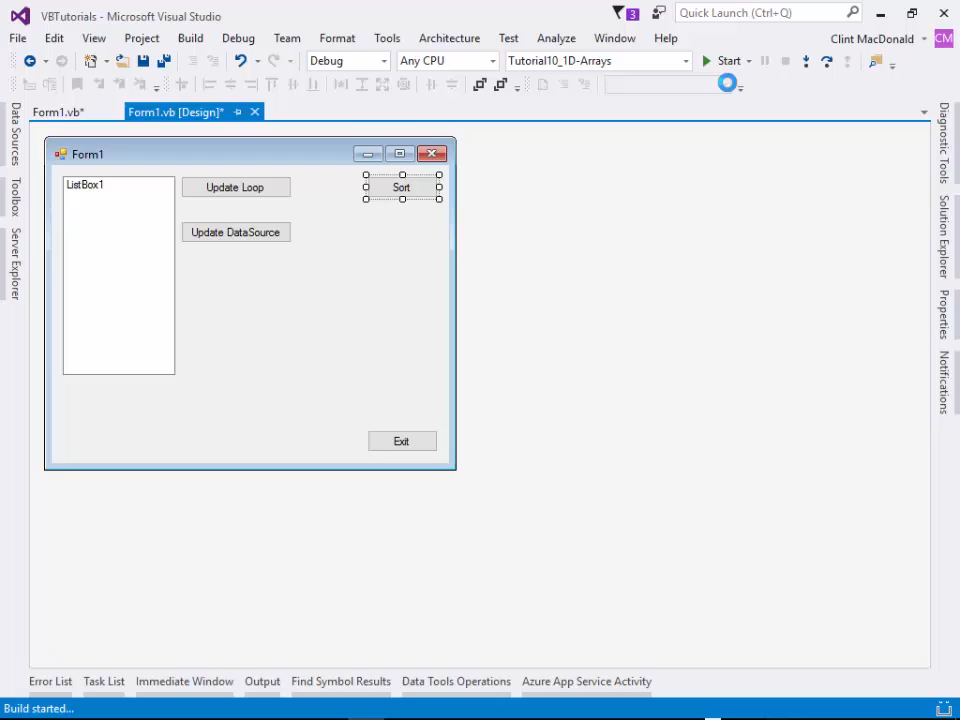 VBTutorials - Microsoft Visual Studio
3
Quick Launch (Ctrl+Q)
File Edit View Project Build Debug Team Format Tools Architecture Test Analyze Window Help
Clint MacDonald
CM
Debug
Any CPU
Tutorial10_1D-Arrays
Start
Form1.vb*
Form1.vb [Design]*
Data Sources
Toolbox
Server Explorer
Form1
ListBox1
Update Loop
Sort
Update DataSource
Exit
Diagnostic Tools
Solution Explorer
Properties
Notifications
Error List Task List Immediate Window Output Find Symbol Results Data Tools Operations Azure App Service Activity
Build started...